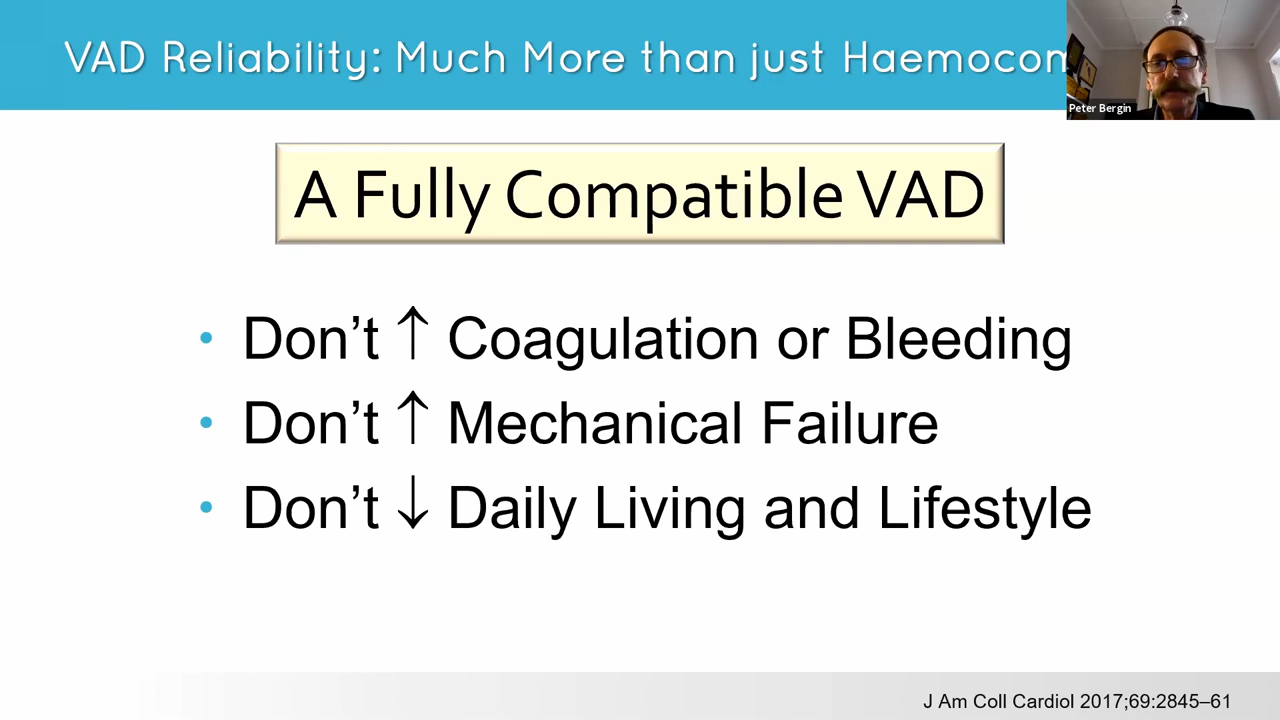 VAD Reliability: Much More than just Haemocom
Peter Bergin
A Fully Compatible VAD
• Don’t ↑ Coagulation or Bleeding
• Don’t ↑ Mechanical Failure
• Don’t ↓ Daily Living and Lifestyle
J Am Coll Cardiol 2017;69:2845–61